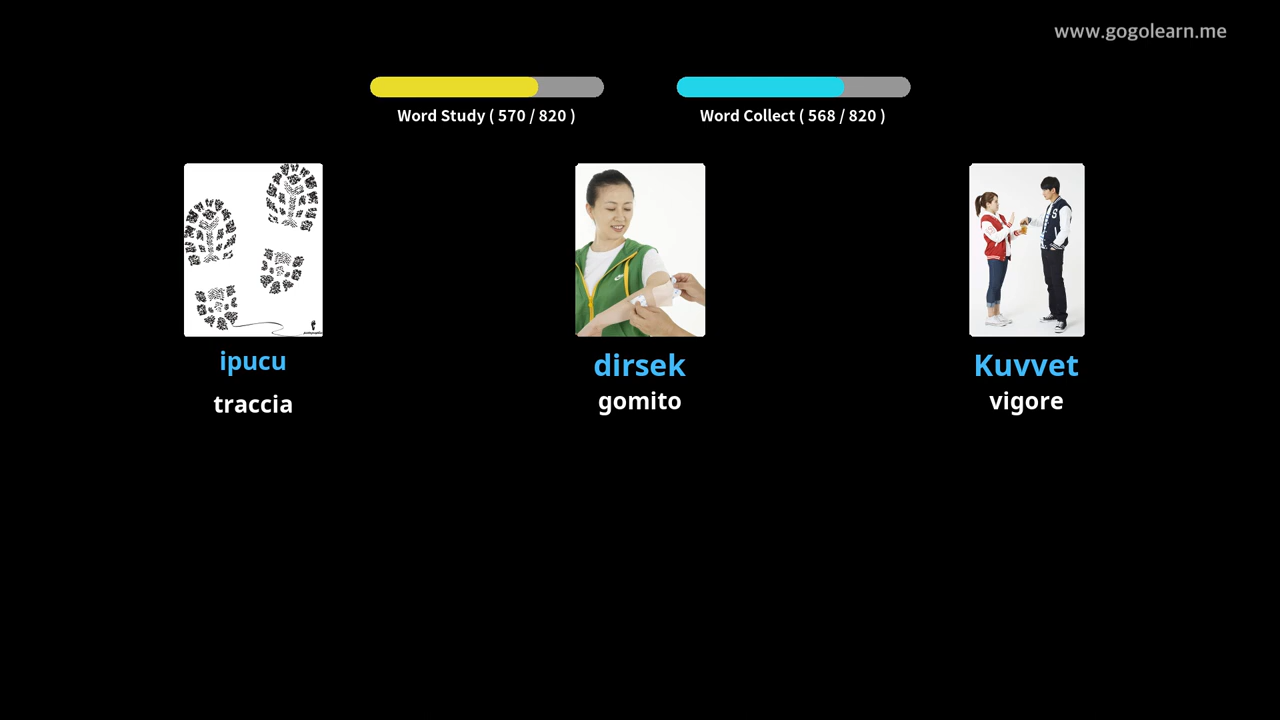 www.gogolearn.me
Word Study ( 570 / 820 )
Word Collect ( 568 / 820 )
ipucu
traccia
dirsek
gomito
Kuvvet
vigore